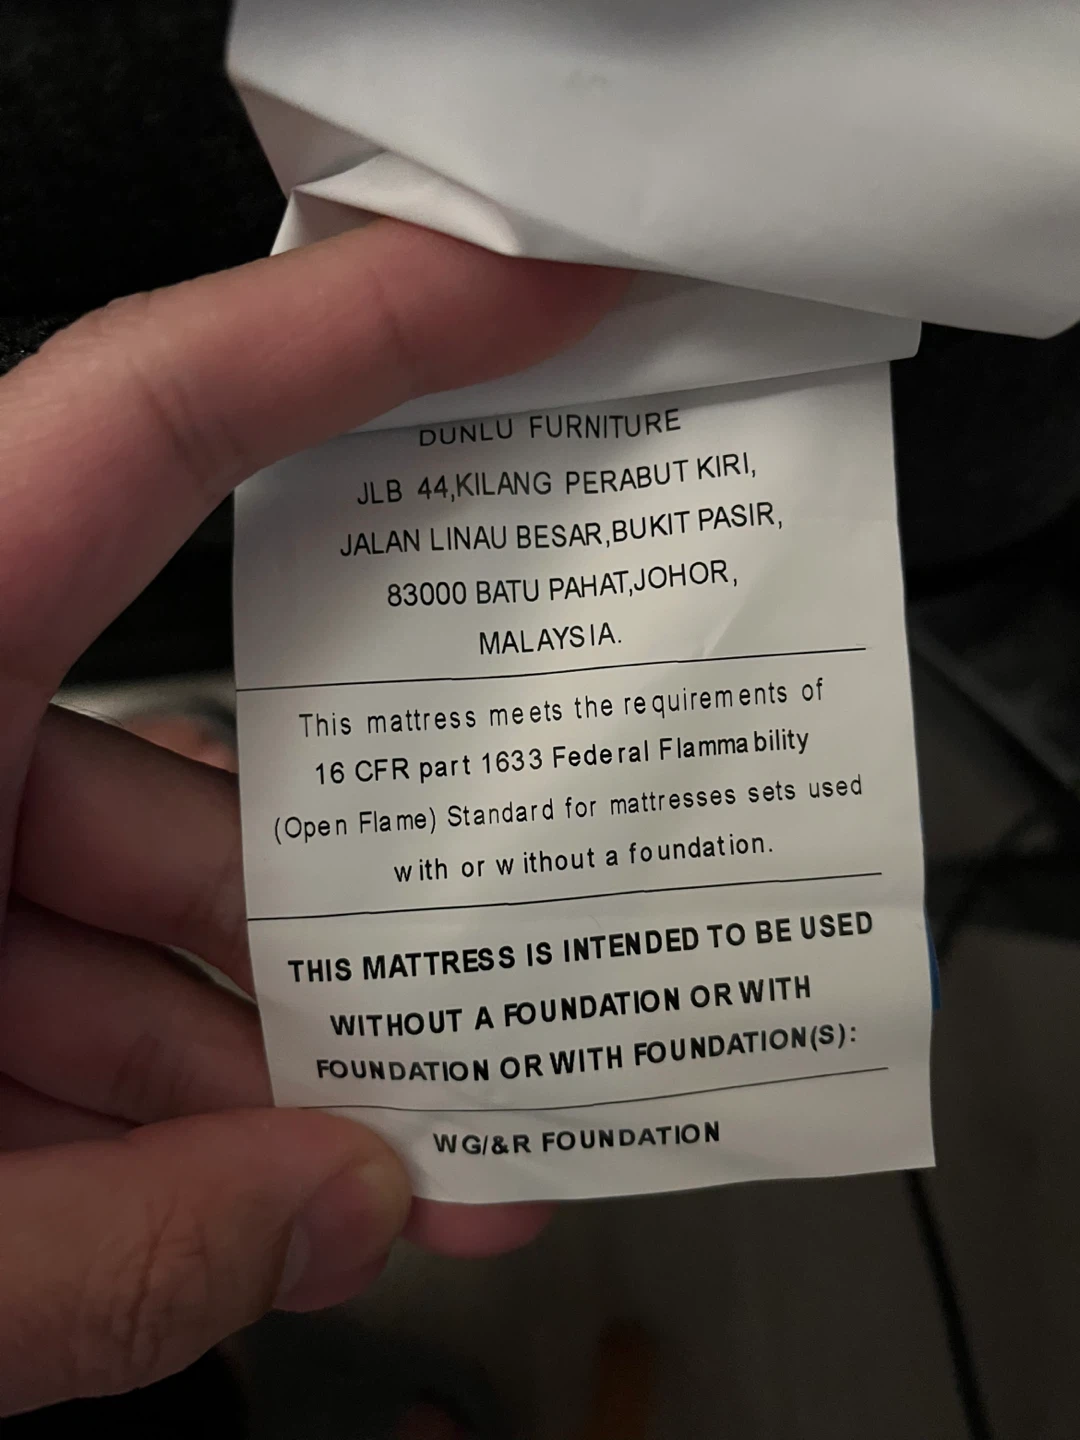 DUNLU FURNITURE
JLB 44,KILANG PERABUT KIRI,
JALAN LINAU BESAR,BUKIT PASIR,
83000 BATU PAHAT,JOHOR,
MALAYSIA.
This mattress meets the requirements of
16 CFR part 1633 Federal Flammability
(Open Flame) Standard for mattresses sets used
with or without a foundation.
THIS MATTRESS IS INTENDED TO BE USED
WITHOUT A FOUNDATION OR WITH
FOUNDATION OR WITH FOUNDATION(S):
WG/&R FOUNDATION